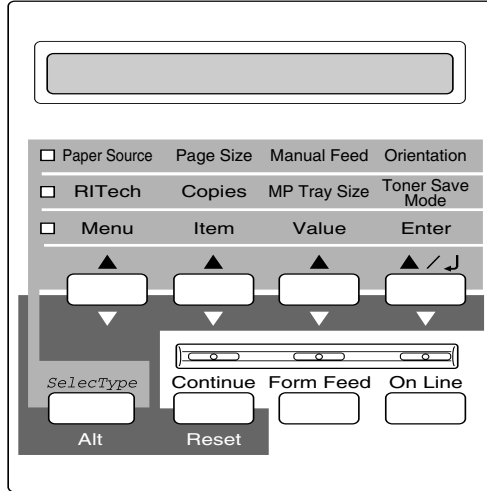 Paper Source Page Size Manual Feed Orientation
RITech Copies MP Tray Size Toner Save
Mode
Menu Item Value Enter
SelecType Continue Form Feed On Line
Alt Reset